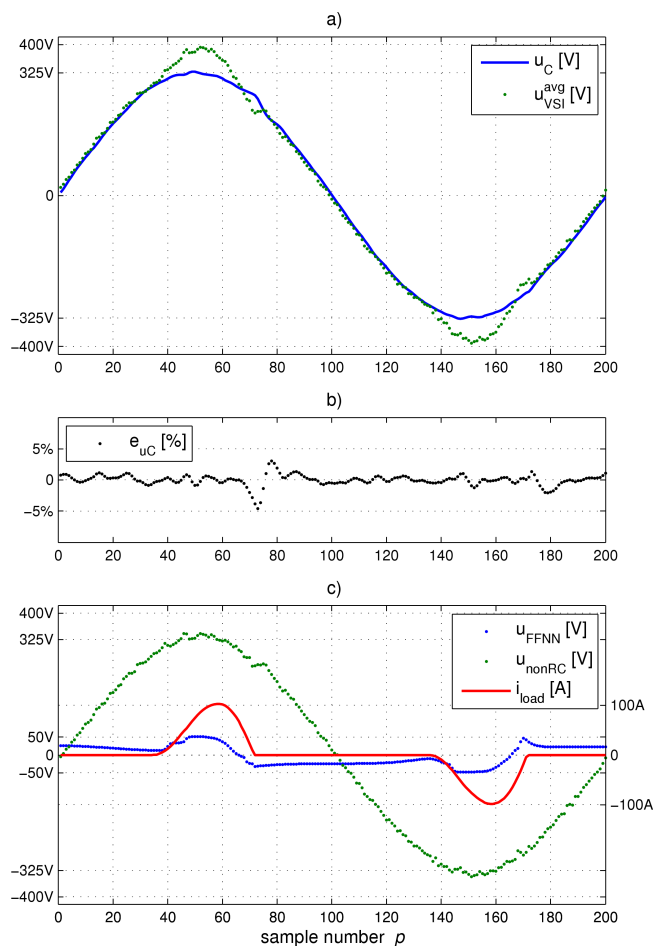 a)
400V
325V
0
−325V
−400V
u_C [V]
u_VSI^avg [V]
0 20 40 60 80 100 120 140 160 180 200
b)
5%
0
−5%
e_uC [%]
0 20 40 60 80 100 120 140 160 180 200
c)
400V
325V
50V
0
−50V
−325V
−400V
u_FFNN [V]
u_nonRC [V]
i_load [A]
100A
0
−100A
0 20 40 60 80 100 120 140 160 180 200
sample number p